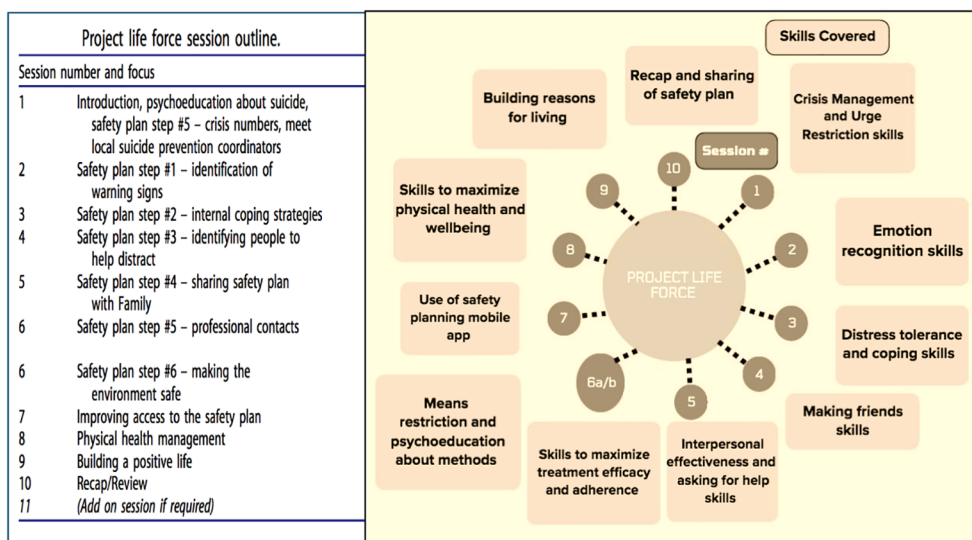 Project life force session outline.
Session number and focus
1 Introduction, psychoeducation about suicide,
safety plan step #5 – crisis numbers, meet
local suicide prevention coordinators
2 Safety plan step #1 – identification of
warning signs
3 Safety plan step #2 – internal coping strategies
4 Safety plan step #3 – identifying people to
help distract
5 Safety plan step #4 – sharing safety plan
with Family
6 Safety plan step #5 – professional contacts
6 Safety plan step #6 – making the
environment safe
7 Improving access to the safety plan
8 Physical health management
9 Building a positive life
10 Recap/Review
11 (Add on session if required)
Skills Covered
Session #
PROJECT LIFE
FORCE
1
Crisis Management
and Urge
Restriction skills
2
Emotion
recognition skills
3
Distress tolerance
and coping skills
4
Making friends
skills
5
Interpersonal
effectiveness and
asking for help
skills
6a/b
Skills to maximize
treatment efficacy
and adherence
Means
restriction and
psychoeducation
about methods
7
Use of safety
planning mobile
app
8
Skills to maximize
physical health and
wellbeing
9
Building reasons
for living
10
Recap and sharing
of safety plan